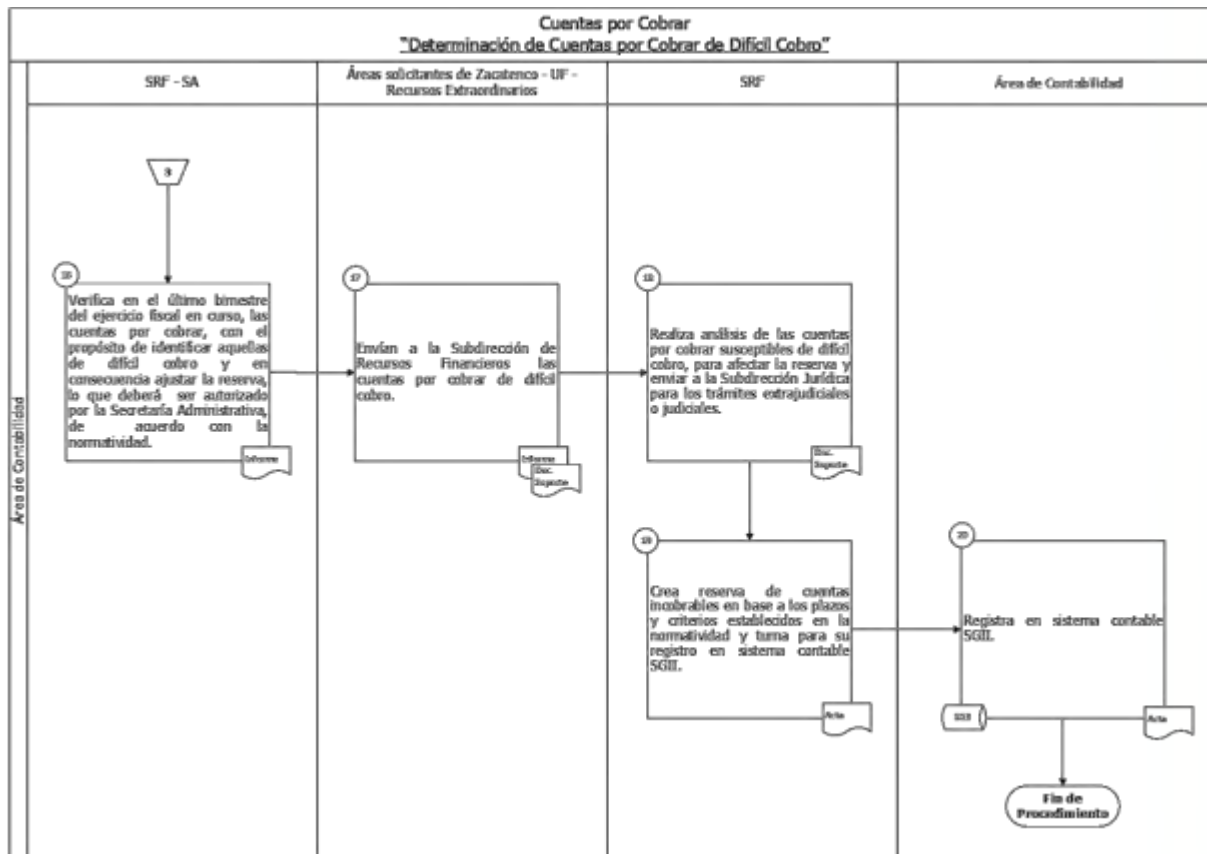 Cuentas por Cobrar
"Determinación de Cuentas por Cobrar de Difícil Cobro"
SRF - SA
Áreas solicitantes de Zacatenco - UF -
Recursos Extraordinarios
SRF
Área de Contabilidad
Área de Contabilidad
3
16
Verifica en el último bimestre
del ejercicio fiscal en curso, las
cuentas por cobrar, con el
propósito de identificar aquellas
de difícil cobro y en
consecuencia ajustar la reserva,
lo que deberá ser autorizado
por la Secretaría Administrativa,
de acuerdo con la
normatividad.
Informe
17
Envían a la Subdirección de
Recursos Financieros las
cuentas por cobrar de difícil
cobro.
Informe
Doc.
Soporte
18
Realiza análisis de las cuentas
por cobrar susceptibles de difícil
cobro, para afectar la reserva y
enviar a la Subdirección Jurídica
para los trámites extrajudiciales
o judiciales.
Doc.
Soporte
19
Crea reserva de cuentas
incobrables en base a los plazos
y criterios establecidos en la
normatividad y turna para su
registro en sistema contable
SGII.
Acta
20
Registra en sistema contable
SGII.
Acta
Fin de
Procedimiento